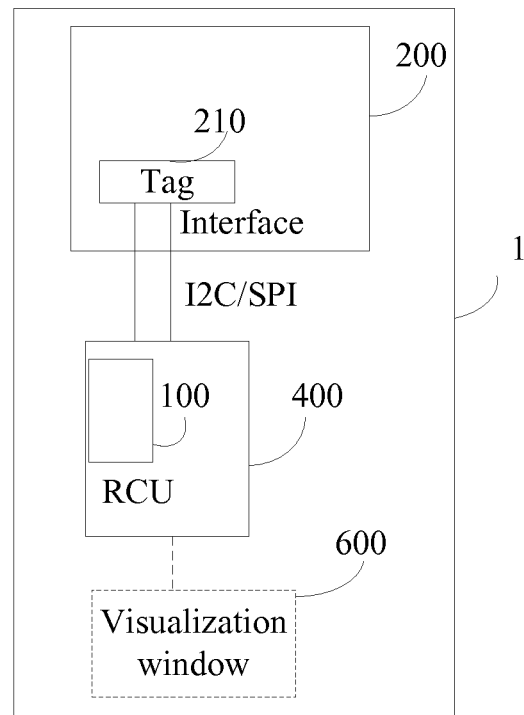 200
210
Tag
Interface
1
I2C/SPI
100
400
RCU
600
Visualization
window